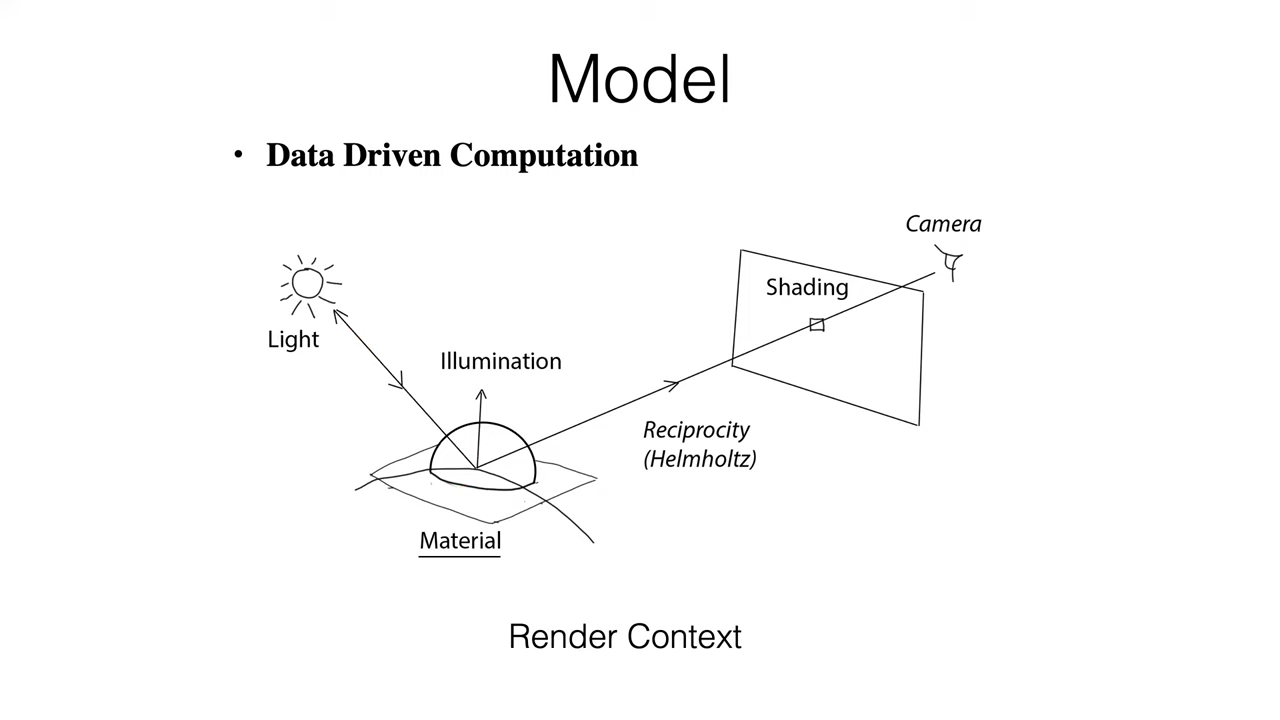 Model
• Data Driven Computation
Camera
Shading
Light
Illumination
Reciprocity
(Helmholtz)
Material
Render Context